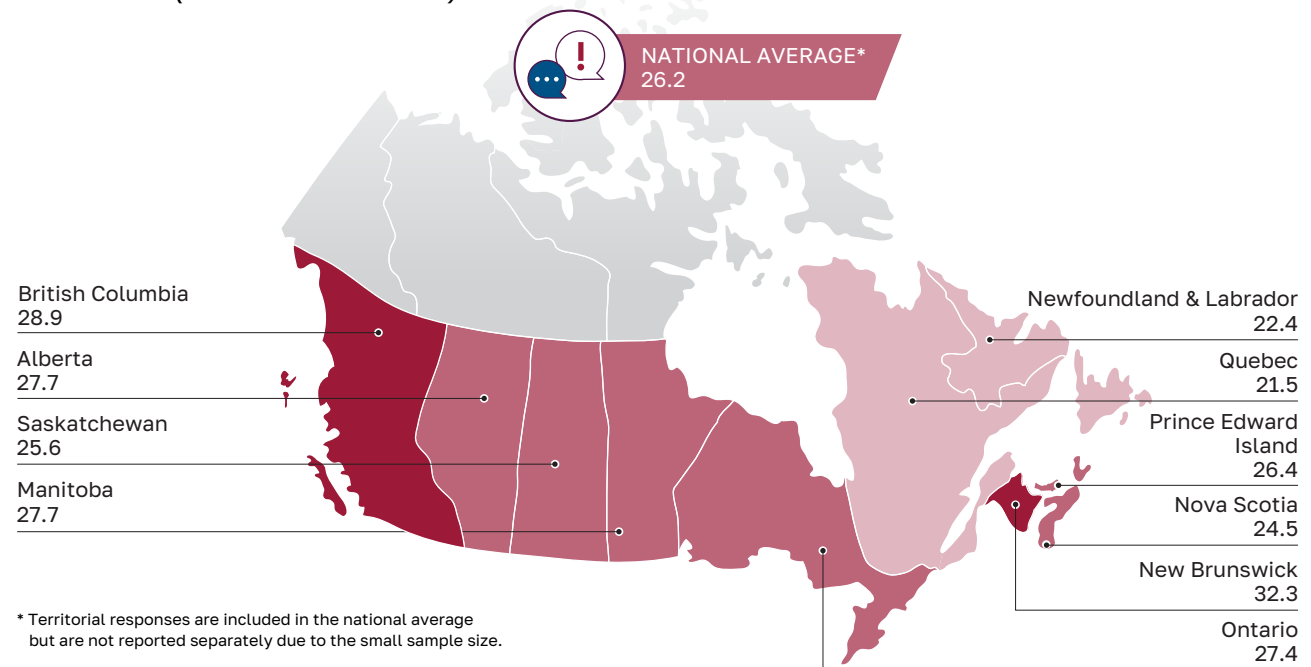 NATIONAL AVERAGE*
26.2
British Columbia
28.9
Alberta
27.7
Saskatchewan
25.6
Manitoba
27.7
Newfoundland & Labrador
22.4
Quebec
21.5
Prince Edward
Island
26.4
Nova Scotia
24.5
New Brunswick
32.3
Ontario
27.4
* Territorial responses are included in the national average
but are not reported separately due to the small sample size.